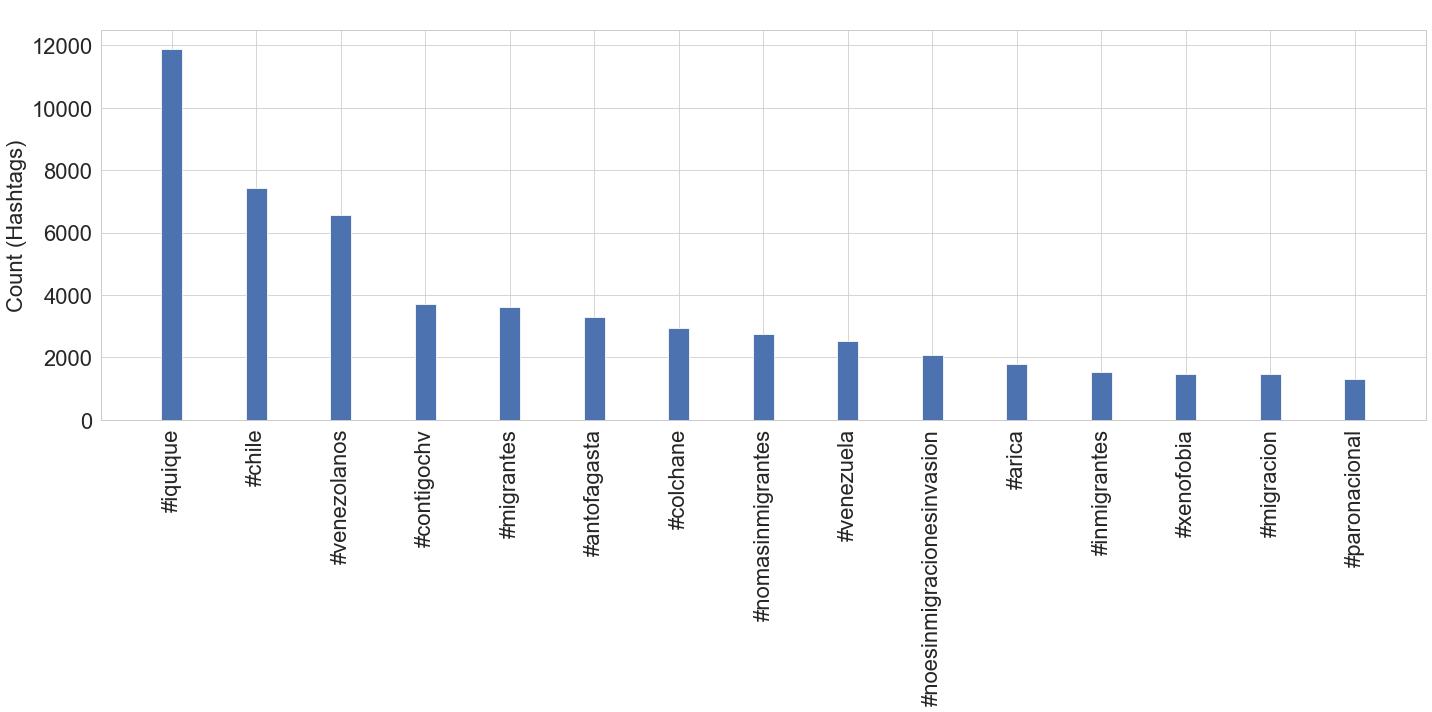 Count (Hashtags)
12000
10000
8000
6000
4000
2000
0
#iquique
#chile
#venezolanos
#contigochv
#migrantes
#antofagasta
#colchane
#nomasinmigrantes
#venezuela
#noesinmigracionesinvasion
#arica
#inmigrantes
#xenofobia
#migracion
#paronacional